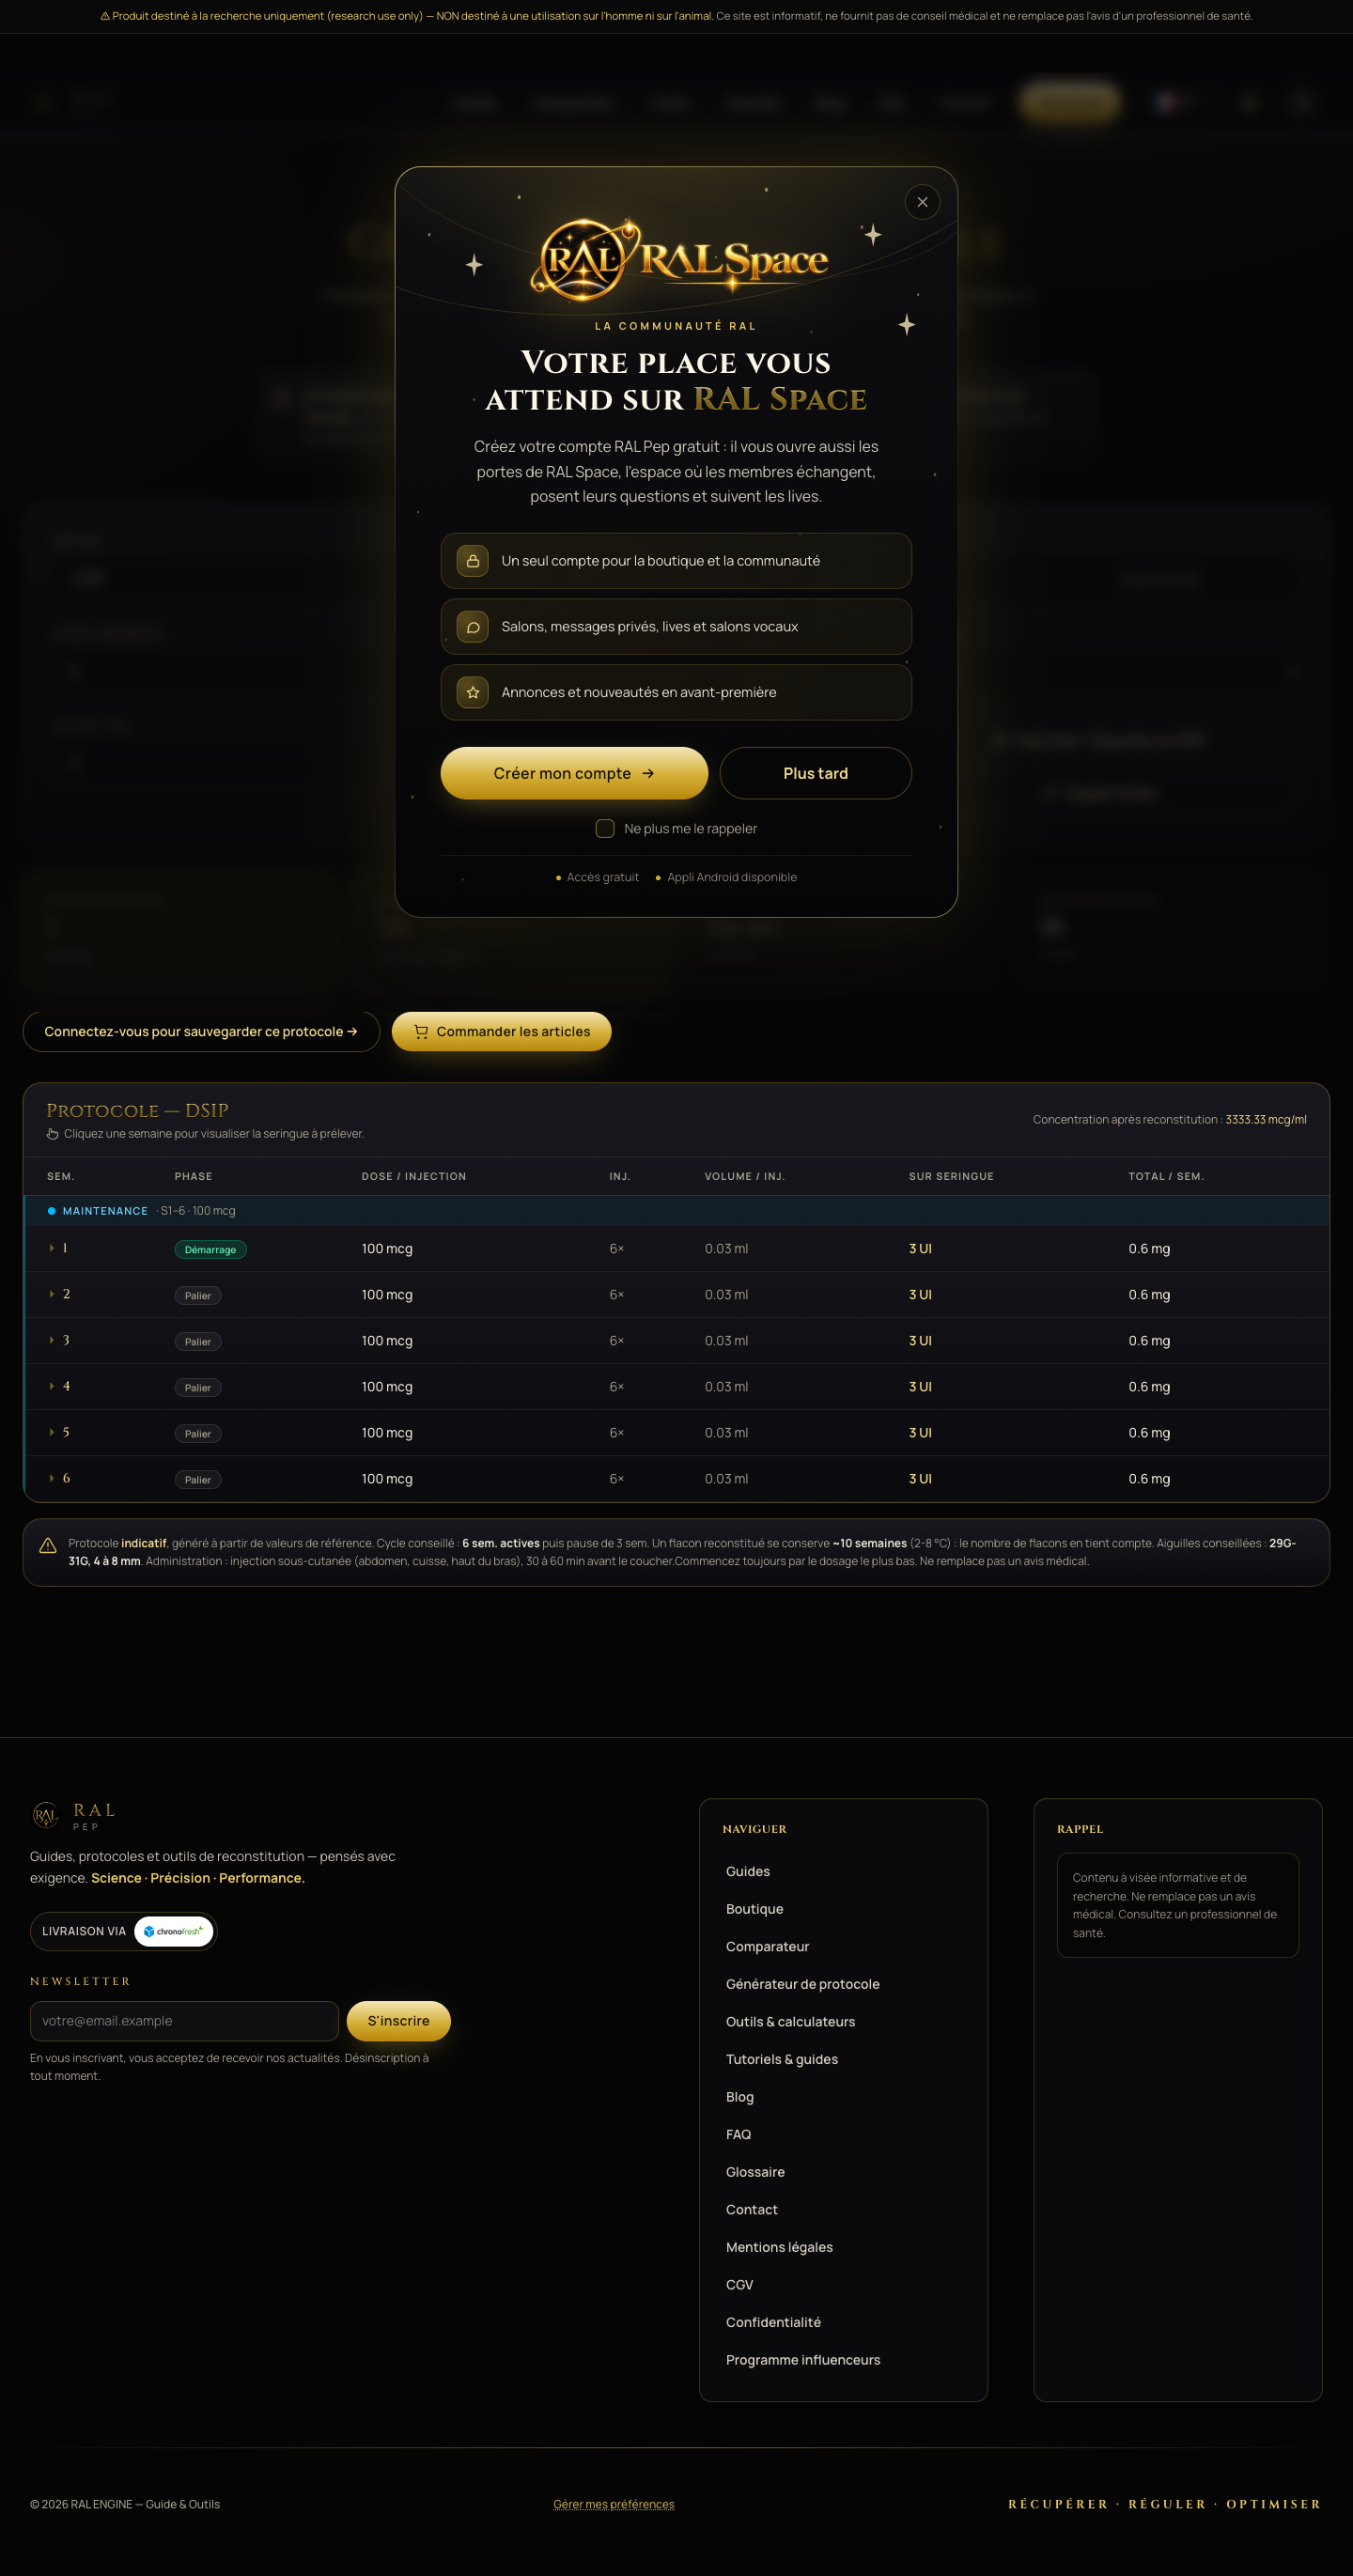 ⚠ Produit destiné à la recherche uniquement (research use only) — NON destiné à une utilisation sur l'homme ni sur l'animal. Ce site est informatif, ne fournit pas de conseil médical et ne remplace pas l'avis d'un professionnel de santé.
RAL RAL Space
LA COMMUNAUTÉ RAL
Votre place vous
attend sur RAL Space
Créez votre compte RAL Pep gratuit : il vous ouvre aussi les
portes de RAL Space, l'espace où les membres échangent,
posent leurs questions et suivent les lives.
Un seul compte pour la boutique et la communauté
Salons, messages privés, lives et salons vocaux
Annonces et nouveautés en avant-première
Créer mon compte →
Plus tard
Ne plus me le rappeler
• Accès gratuit • Appli Android disponible
Connectez-vous pour sauvegarder ce protocole →
Commander les articles
Protocole — DSIP
Cliquez une semaine pour visualiser la seringue à prélever.
Concentration après reconstitution : 3333.33 mcg/ml
SEM. PHASE DOSE / INJECTION INJ. VOLUME / INJ. SUR SERINGUE TOTAL / SEM.
MAINTENANCE · S1–6 · 100 mcg
1 Démarrage 100 mcg 6× 0.03 ml 3 UI 0.6 mg
2 Palier 100 mcg 6× 0.03 ml 3 UI 0.6 mg
3 Palier 100 mcg 6× 0.03 ml 3 UI 0.6 mg
4 Palier 100 mcg 6× 0.03 ml 3 UI 0.6 mg
5 Palier 100 mcg 6× 0.03 ml 3 UI 0.6 mg
6 Palier 100 mcg 6× 0.03 ml 3 UI 0.6 mg
Protocole indicatif, généré à partir de valeurs de référence. Cycle conseillé : 6 sem. actives puis pause de 3 sem. Un flacon reconstitué se conserve ~10 semaines (2-8 °C) : le nombre de flacons en tient compte. Aiguilles conseillées : 29G-
31G, 4 à 8 mm. Administration : injection sous-cutanée (abdomen, cuisse, haut du bras), 30 à 60 min avant le coucher.Commencez toujours par le dosage le plus bas. Ne remplace pas un avis médical.
RAL
RAL
PEP
Guides, protocoles et outils de reconstitution — pensés avec
exigence. Science · Précision · Performance.
LIVRAISON VIA chronofresh
NEWSLETTER
votre@email.example
S'inscrire
En vous inscrivant, vous acceptez de recevoir nos actualités. Désinscription à
tout moment.
NAVIGUER
Guides
Boutique
Comparateur
Générateur de protocole
Outils & calculateurs
Tutoriels & guides
Blog
FAQ
Glossaire
Contact
Mentions légales
CGV
Confidentialité
Programme influenceurs
RAPPEL
Contenu à visée informative et de
recherche. Ne remplace pas un avis
médical. Consultez un professionnel de
santé.
© 2026 RAL ENGINE — Guide & Outils
Gérer mes préférences
RÉCUPÉRER · RÉGULER · OPTIMISER